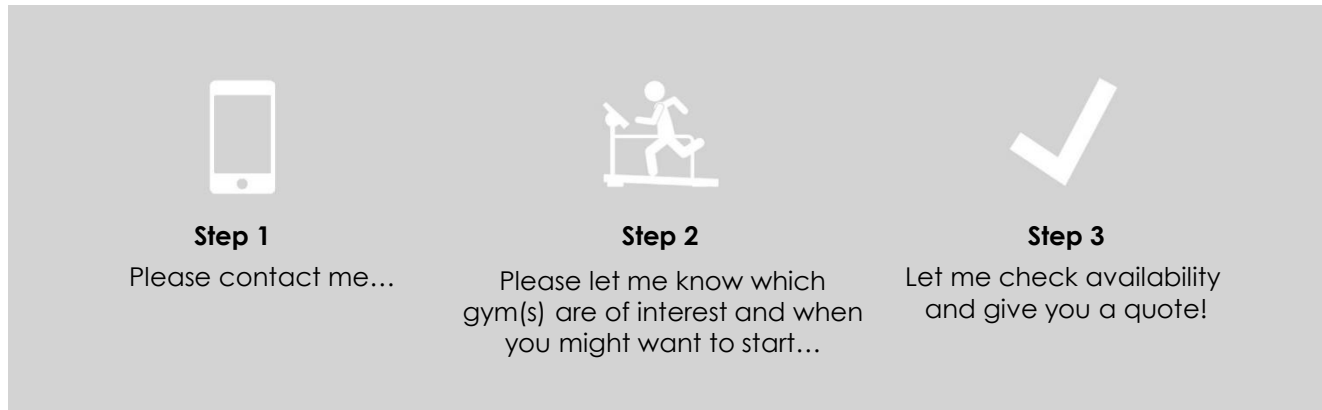 Step 1
Please contact me…
Step 2
Please let me know which
gym(s) are of interest and when
you might want to start…
Step 3
Let me check availability
and give you a quote!